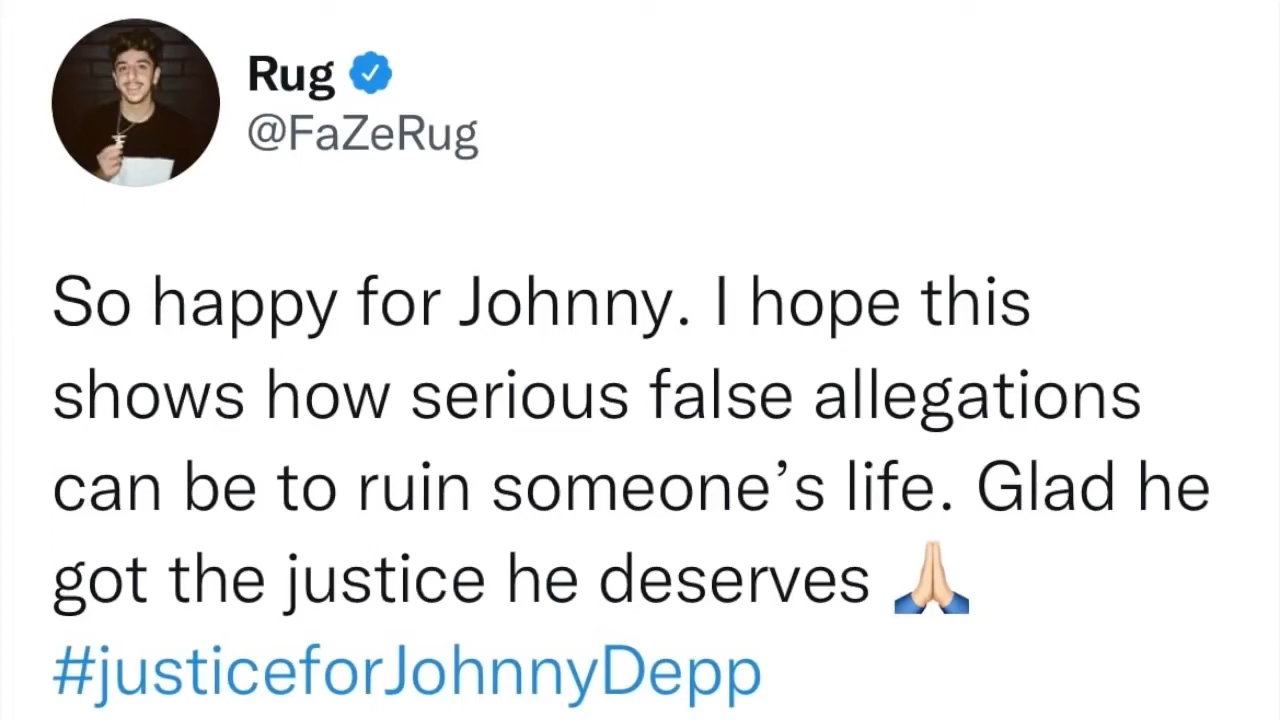 Rug
@FaZeRug
So happy for Johnny. I hope this
shows how serious false allegations
can be to ruin someone’s life. Glad he
got the justice he deserves 🙏🏻
#justiceforJohnnyDepp